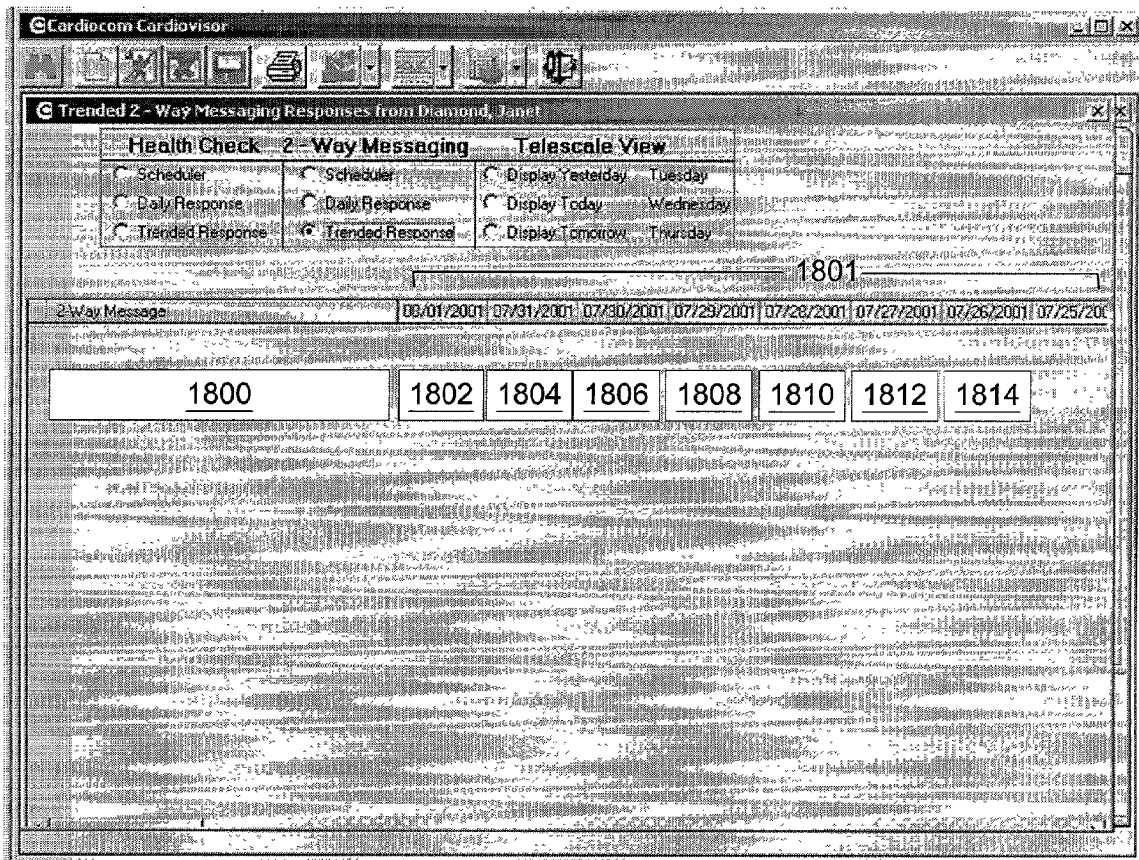 Cardiocom Cardiovisor
Trended 2 - Way Messaging Responses from Diamond, Janet
Health Check 2 - Way Messaging Telescale View
Scheduler Scheduler Display Yesterday Tuesday
Daily Response Daily Response Display Today Wednesday
Trended Response Trended Response Display Tomorrow Thursday
1801
2-Way Message 08/01/2001 07/31/2001 07/30/2001 07/29/2001 07/28/2001 07/27/2001 07/26/2001 07/25/200
1800 1802 1804 1806 1808 1810 1812 1814